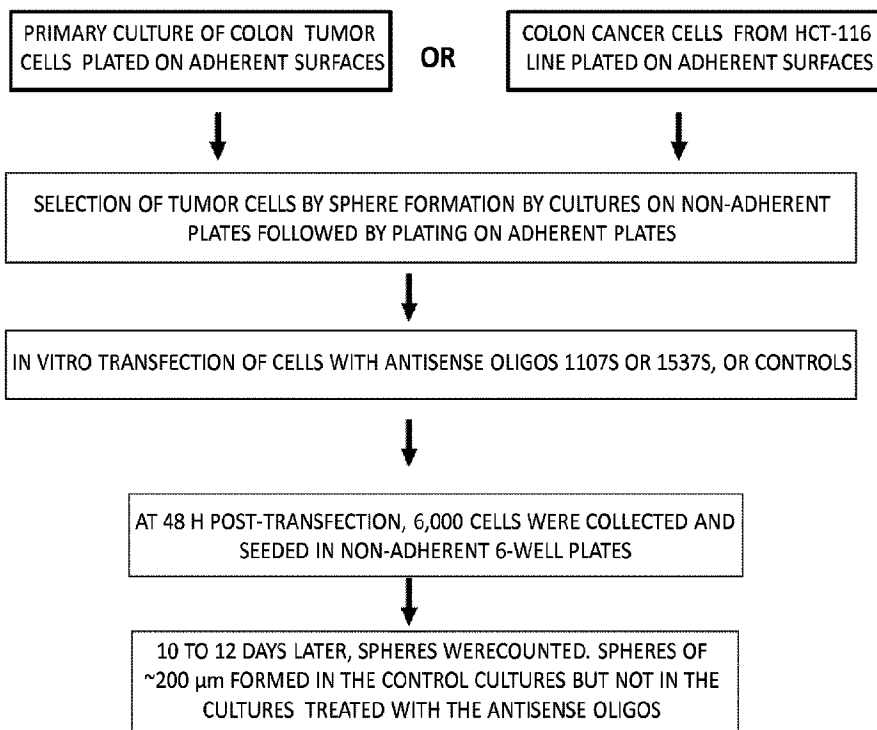 PRIMARY CULTURE OF COLON TUMOR
CELLS PLATED ON ADHERENT SURFACES
OR
COLON CANCER CELLS FROM HCT-116
LINE PLATED ON ADHERENT SURFACES
SELECTION OF TUMOR CELLS BY SPHERE FORMATION BY CULTURES ON NON-ADHERENT
PLATES FOLLOWED BY PLATING ON ADHERENT PLATES
IN VITRO TRANSFECTION OF CELLS WITH ANTISENSE OLIGOS 1107S OR 1537S, OR CONTROLS
AT 48 H POST-TRANSFECTION, 6,000 CELLS WERE COLLECTED AND
SEEDED IN NON-ADHERENT 6-WELL PLATES
10 TO 12 DAYS LATER, SPHERES WERECOUNTED. SPHERES OF
~200 µm FORMED IN THE CONTROL CULTURES BUT NOT IN THE
CULTURES TREATED WITH THE ANTISENSE OLIGOS